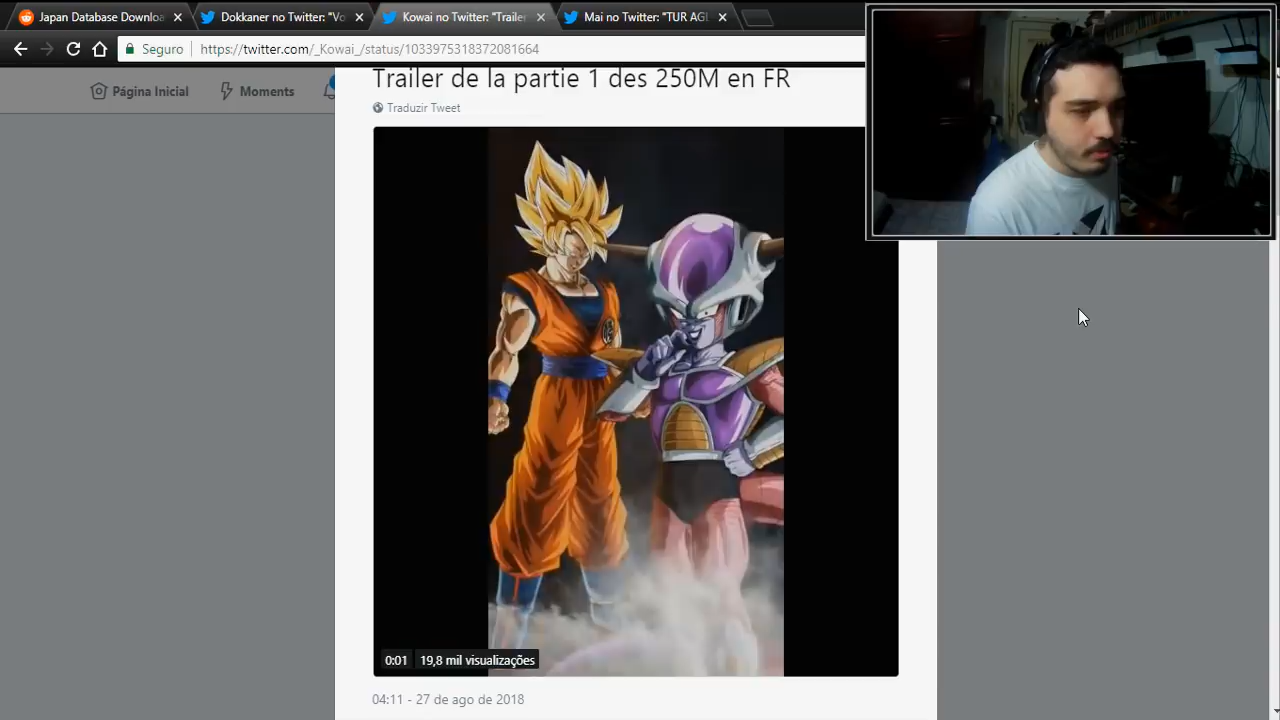 Japan Database Downloa
Dokkaner no Twitter: "Vo
Kowai no Twitter: "Trailer
Mai no Twitter: "TUR AGL
Seguro
https://twitter.com/_Kowai_/status/1033975318372081664
Página Inicial
Moments
Trailer de la partie 1 des 250M en FR
Traduzir Tweet
0:01
19,8 mil visualizações
04:11 - 27 de ago de 2018